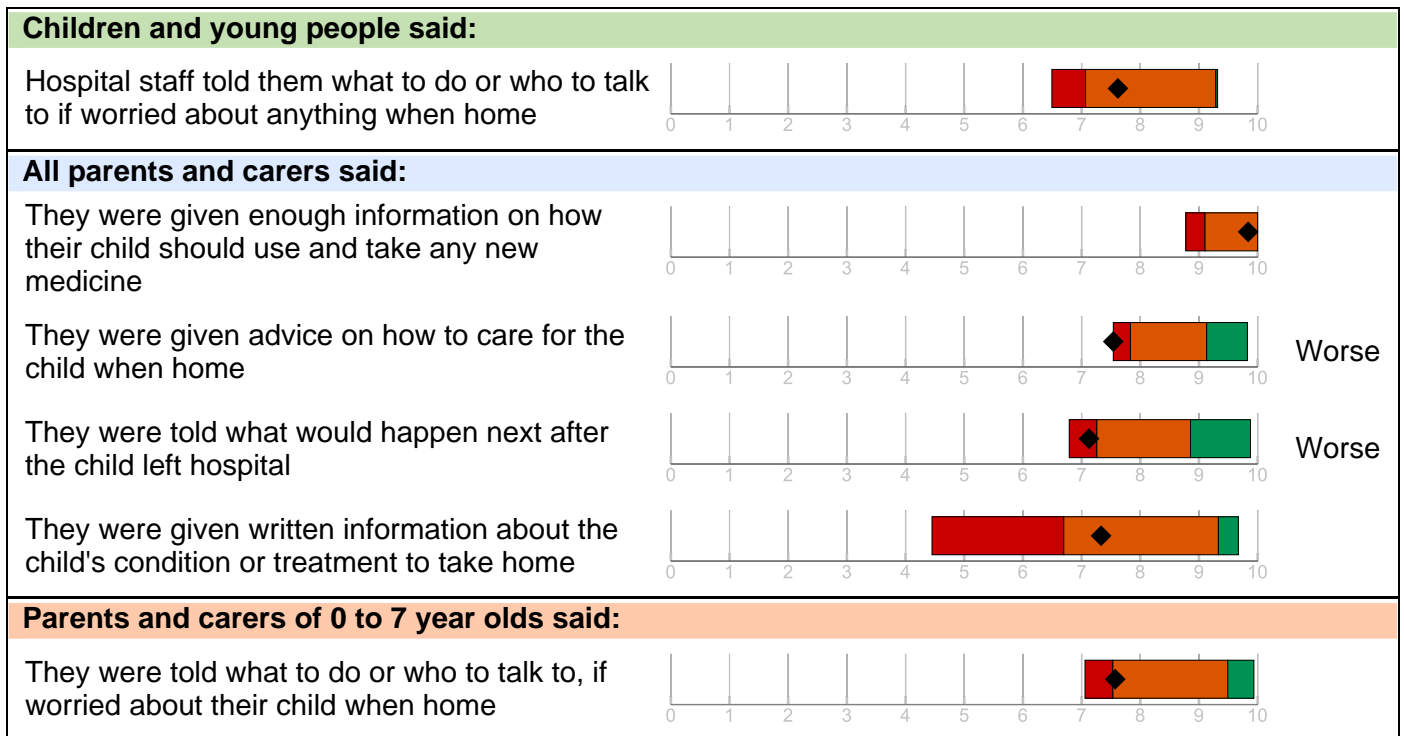 Children and young people said:
Hospital staff told them what to do or who to talk
to if worried about anything when home
0 1 2 3 4 5 6 7 8 9 10
All parents and carers said:
They were given enough information on how
their child should use and take any new
medicine
0 1 2 3 4 5 6 7 8 9 10
They were given advice on how to care for the
child when home
0 1 2 3 4 5 6 7 8 9 10
Worse
They were told what would happen next after
the child left hospital
0 1 2 3 4 5 6 7 8 9 10
Worse
They were given written information about the
child's condition or treatment to take home
0 1 2 3 4 5 6 7 8 9 10
Parents and carers of 0 to 7 year olds said:
They were told what to do or who to talk to, if
worried about their child when home
0 1 2 3 4 5 6 7 8 9 10